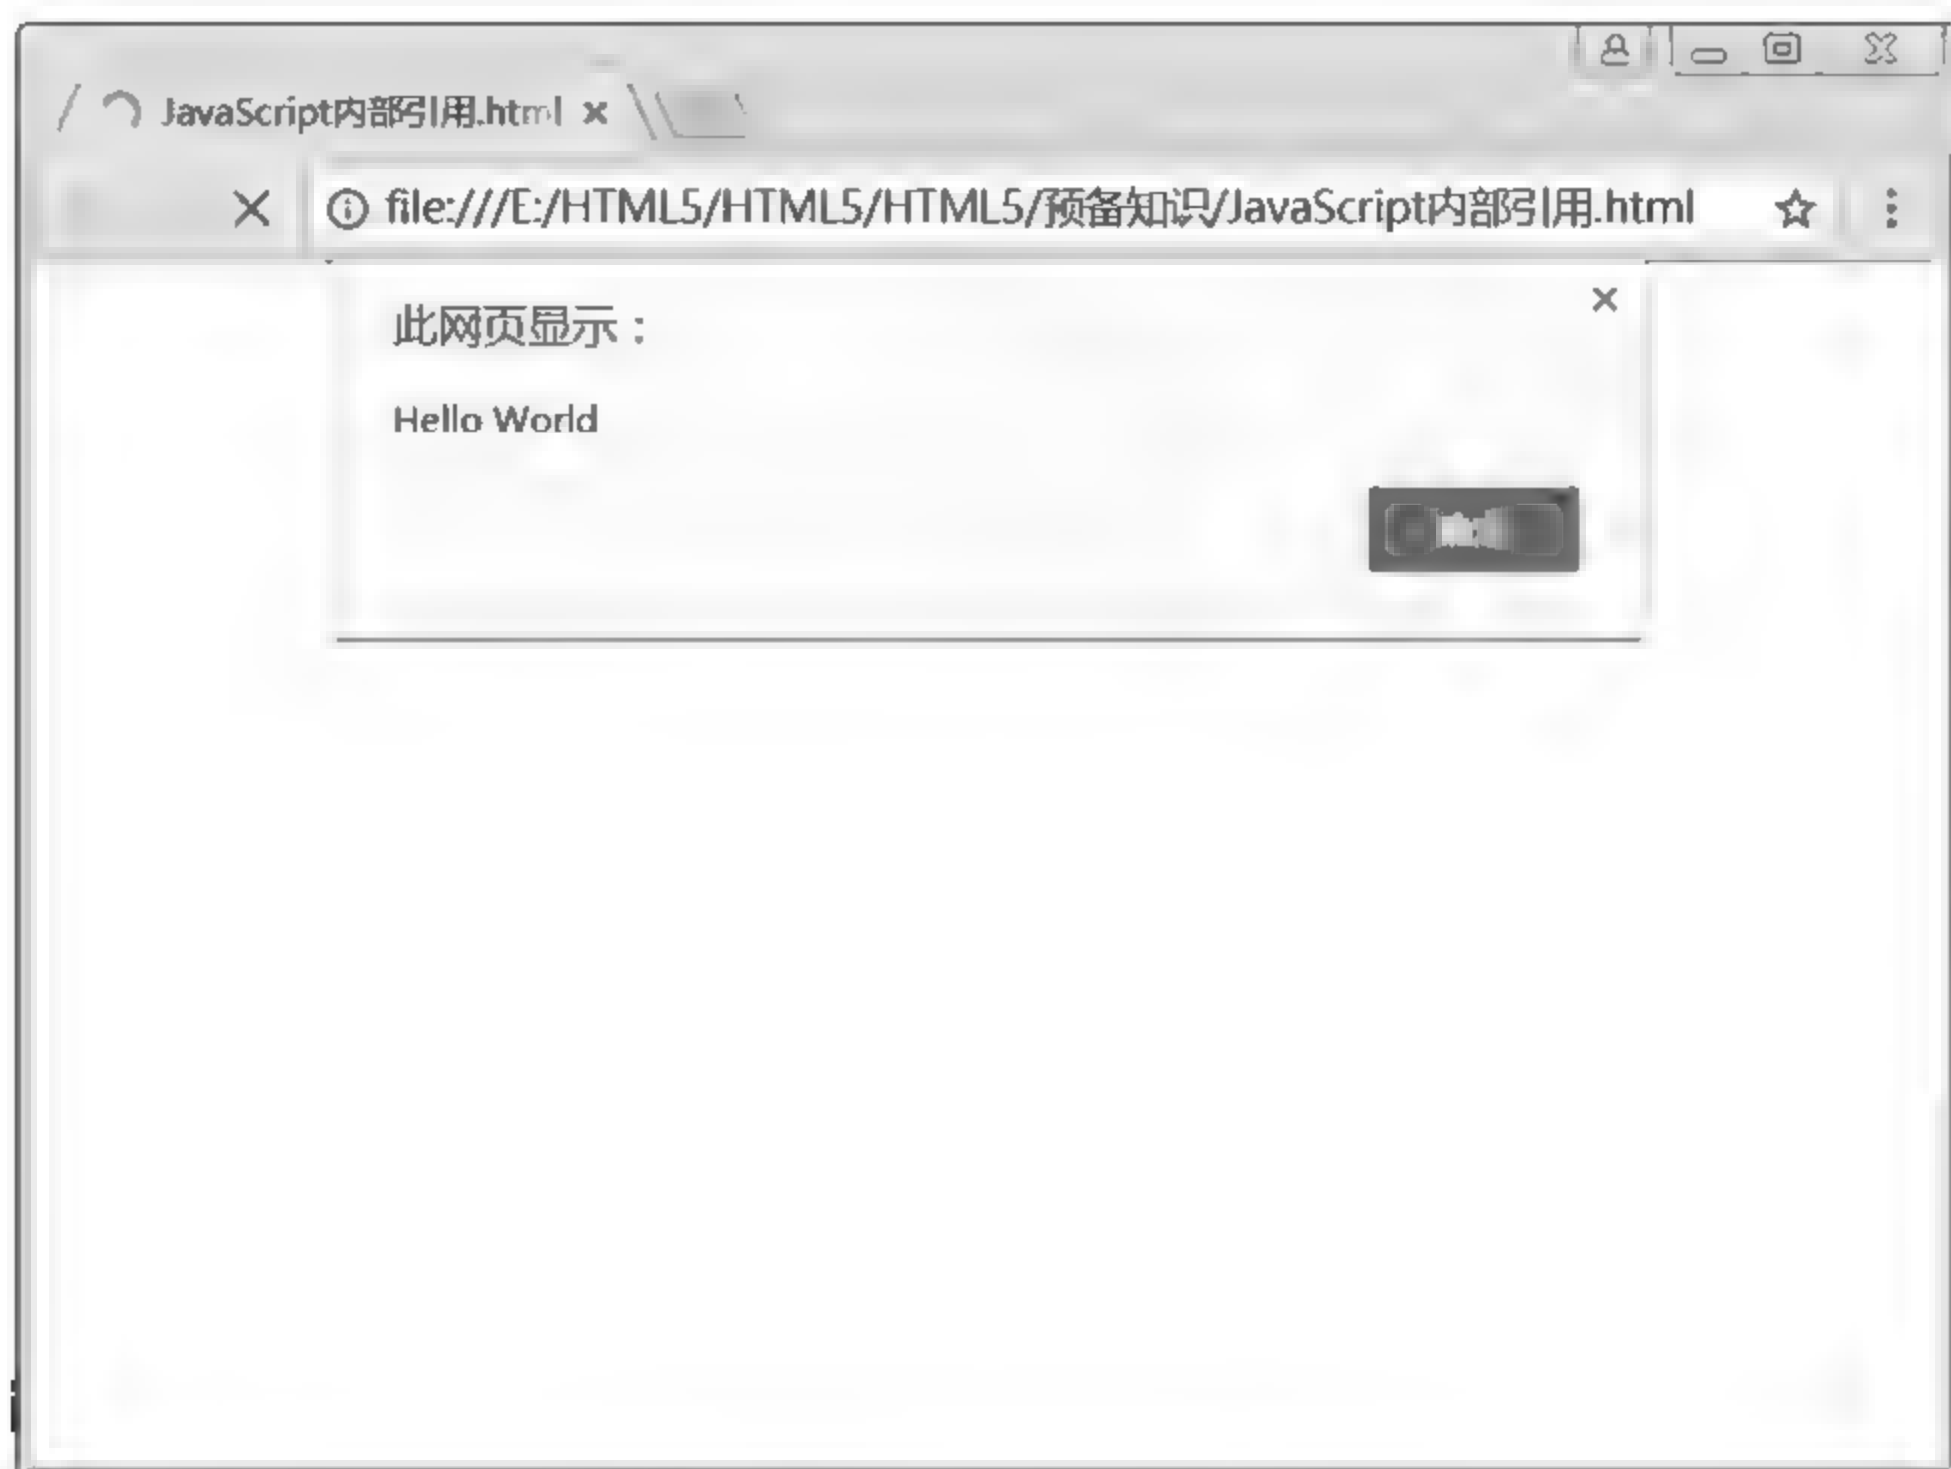 JavaScript内部引用.html
file:///E:/HTML5/HTML5/HTML5/预备知识/JavaScript内部引用.html
此网页显示：
Hello World